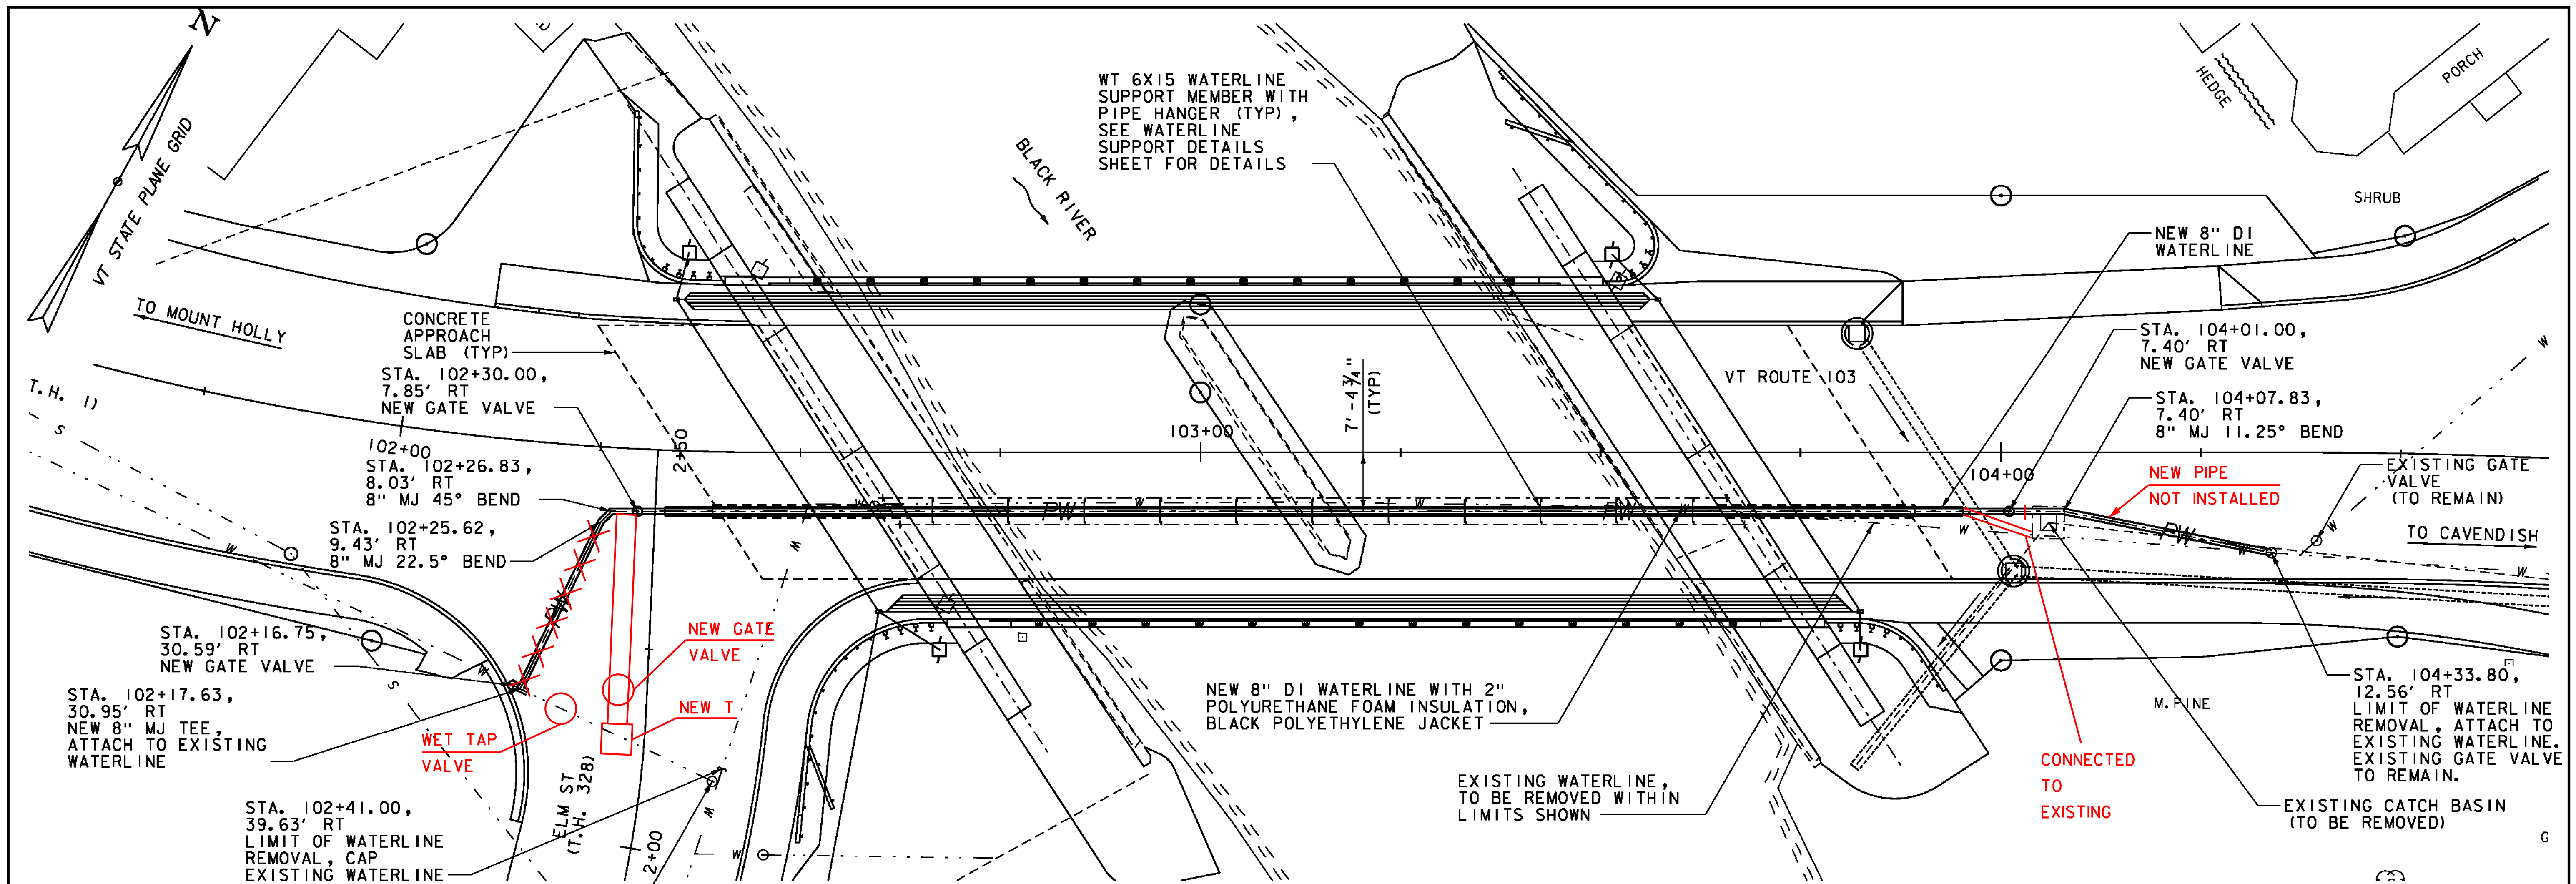 N
VT STATE PLANE GRID
TO MOUNT HOLLY
T.H. 1)
S
W
CONCRETE
APPROACH
SLAB (TYP)
STA. 102+30.00,
7.85' RT
NEW GATE VALVE
102+00
STA. 102+26.83,
8.03' RT
8" MJ 45° BEND
STA. 102+25.62,
9.43' RT
8" MJ 22.5° BEND
2+50
STA. 102+16.75,
30.59' RT
NEW GATE VALVE
STA. 102+17.63,
30.95' RT
NEW 8" MJ TEE,
ATTACH TO EXISTING
WATERLINE
STA. 102+41.00,
39.63' RT
LIMIT OF WATERLINE
REMOVAL, CAP
EXISTING WATERLINE
WET TAP
VALVE
NEW GATE
VALVE
NEW T
ELM ST
(T.H. 328)
2+00
BLACK RIVER
WT 6X15 WATERLINE
SUPPORT MEMBER WITH
PIPE HANGER (TYP),
SEE WATERLINE
SUPPORT DETAILS
SHEET FOR DETAILS
103+00
7'-4 3/4"
(TYP)
PW
PW
NEW 8" DI WATERLINE WITH 2"
POLYURETHANE FOAM INSULATION,
BLACK POLYETHYLENE JACKET
EXISTING WATERLINE,
TO BE REMOVED WITHIN
LIMITS SHOWN
VT ROUTE 103
104+00
HEDGE
PORCH
SHRUB
NEW 8" DI
WATERLINE
STA. 104+01.00,
7.40' RT
NEW GATE VALVE
STA. 104+07.83,
7.40' RT
8" MJ 11.25° BEND
NEW PIPE
NOT INSTALLED
PW
EXISTING GATE
VALVE
(TO REMAIN)
TO CAVENDISH
M.PINE
STA. 104+33.80,
12.56' RT
LIMIT OF WATERLINE
REMOVAL, ATTACH TO
EXISTING WATERLINE.
EXISTING GATE VALVE
TO REMAIN.
CONNECTED
TO
EXISTING
EXISTING CATCH BASIN
(TO BE REMOVED)
G